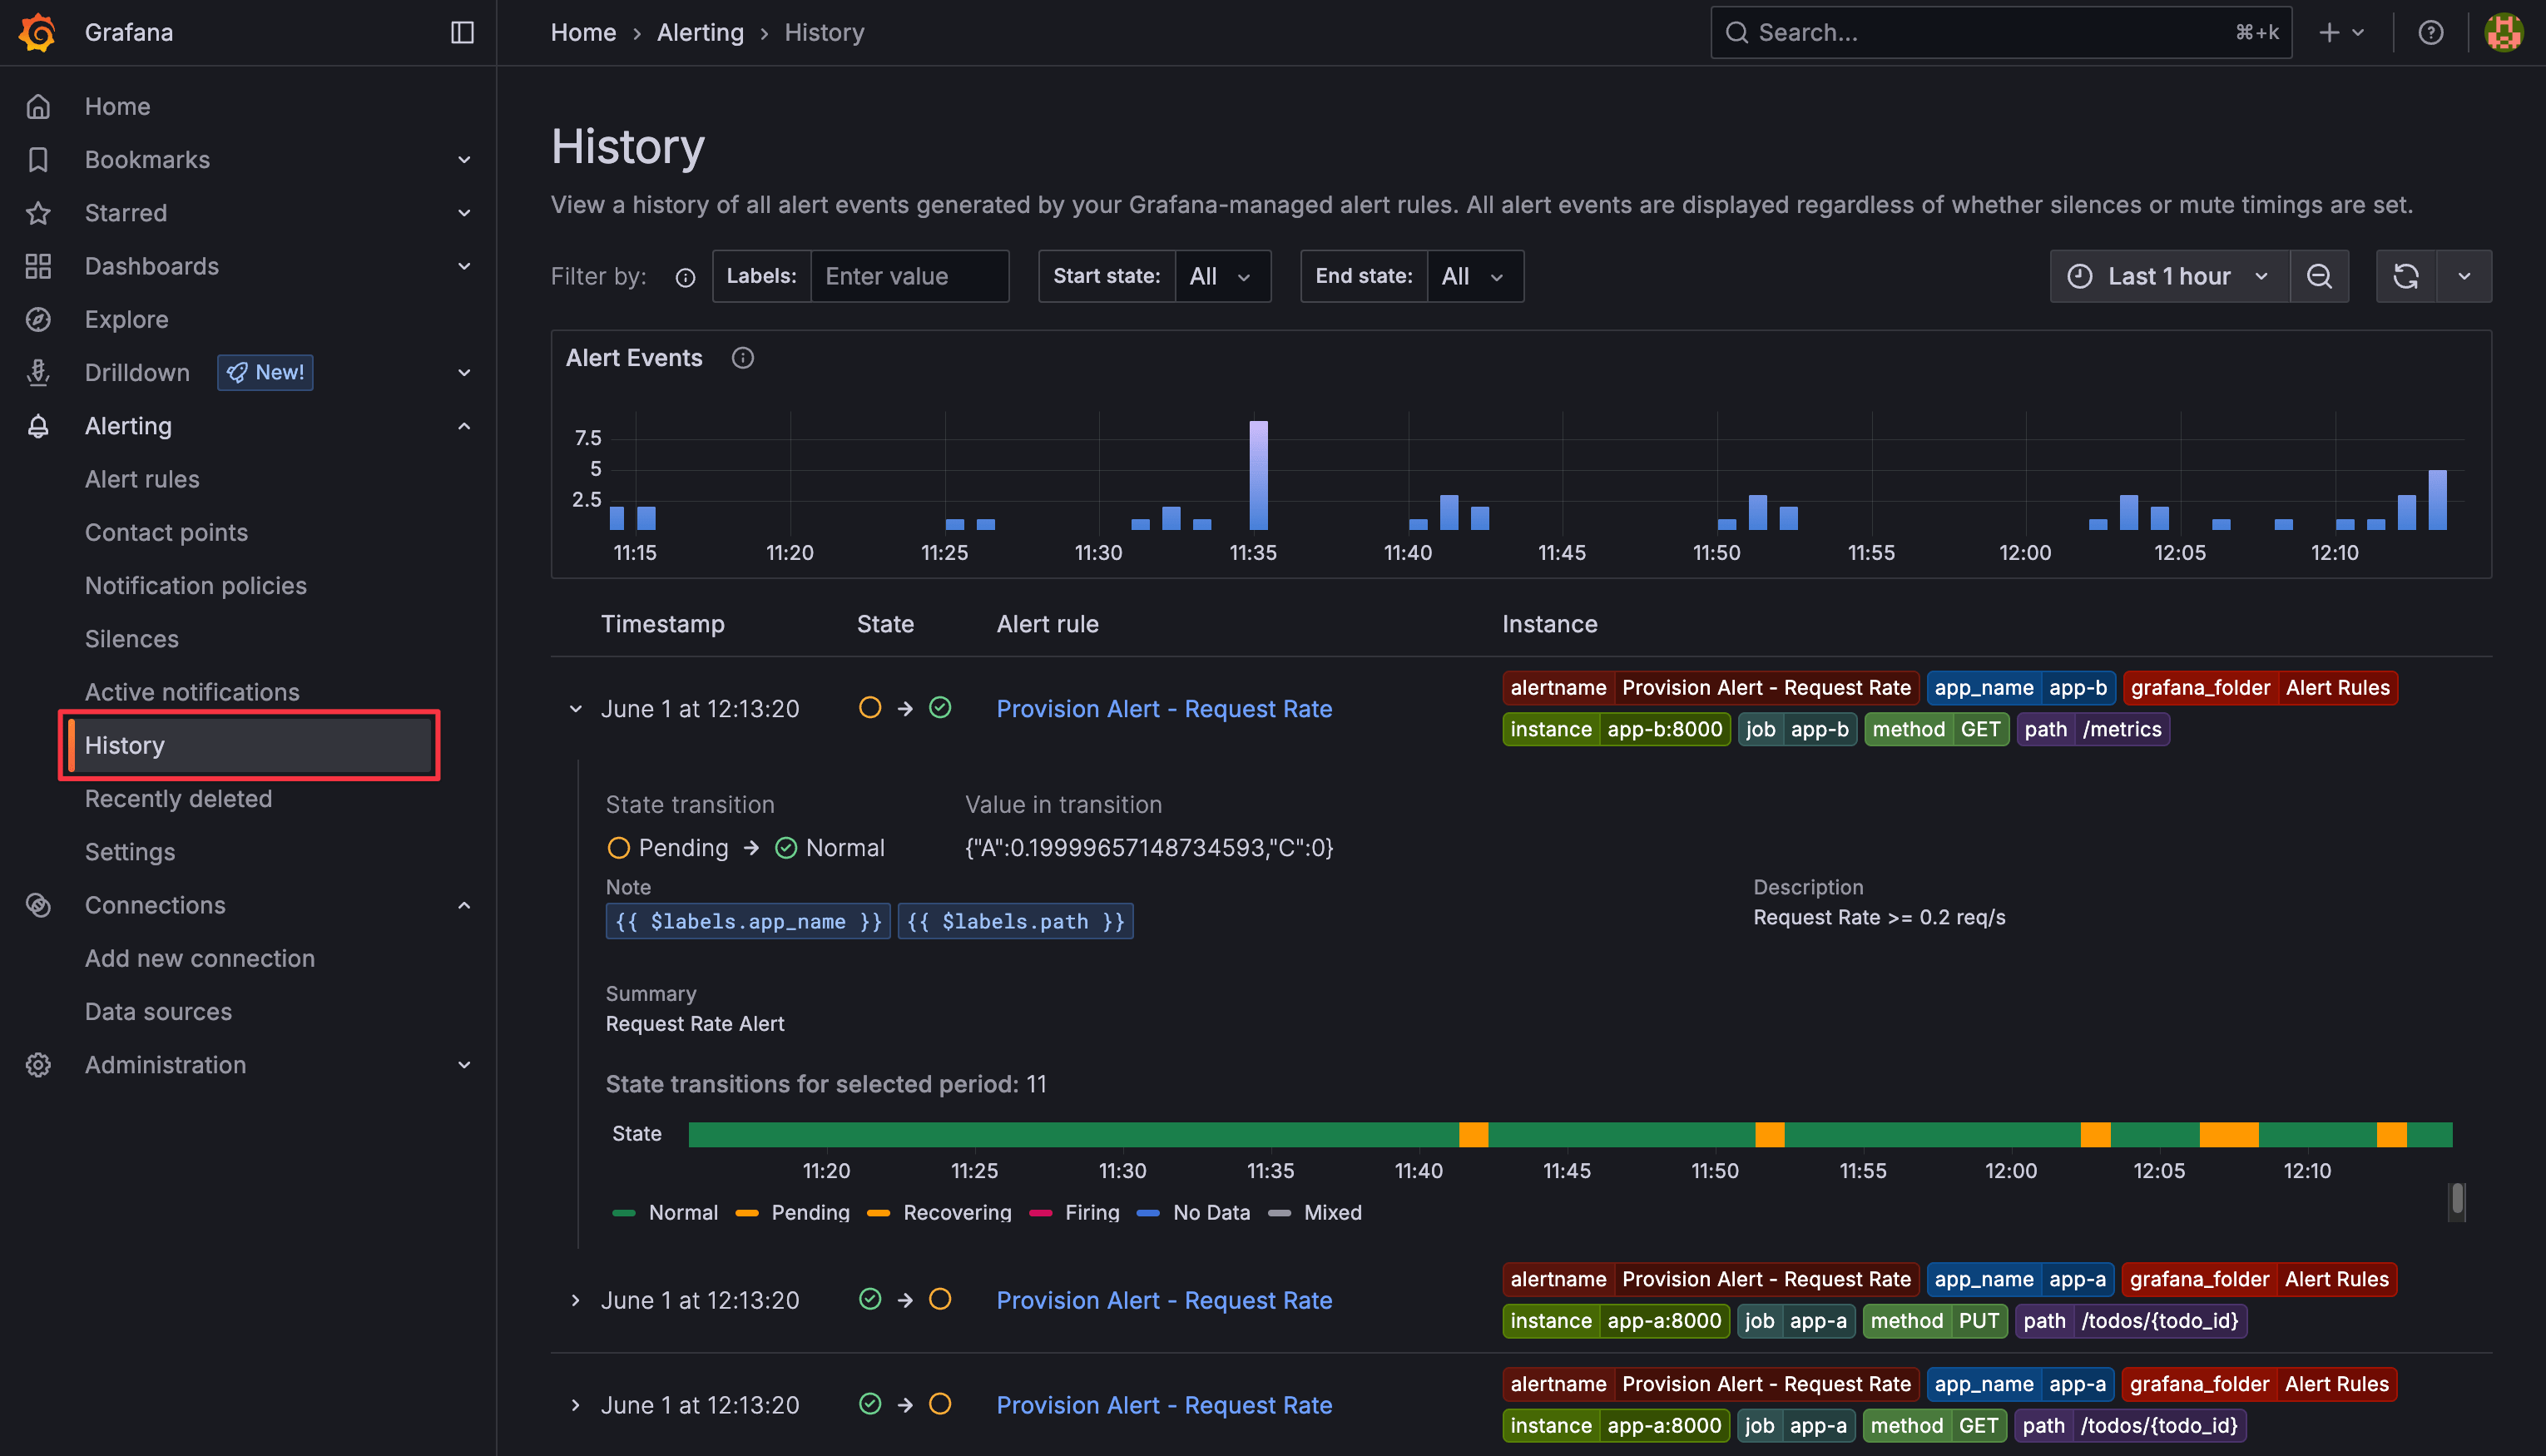 Grafana
Home › Alerting › History
Search...
⌘+k
Home
Bookmarks
Starred
Dashboards
Explore
Drilldown New!
Alerting
Alert rules
Contact points
Notification policies
Silences
Active notifications
History
Recently deleted
Settings
Connections
Add new connection
Data sources
Administration
History
View a history of all alert events generated by your Grafana-managed alert rules. All alert events are displayed regardless of whether silences or mute timings are set.
Filter by: Labels: Enter value Start state: All End state: All Last 1 hour
Alert Events
7.5
5
2.5
11:15 11:20 11:25 11:30 11:35 11:40 11:45 11:50 11:55 12:00 12:05 12:10
Timestamp State Alert rule Instance
June 1 at 12:13:20 → Provision Alert - Request Rate
alertname Provision Alert - Request Rate app_name app-b grafana_folder Alert Rules
instance app-b:8000 job app-b method GET path /metrics
State transition Value in transition
Pending → Normal {"A":0.19999657148734593,"C":0}
Note
{{ $labels.app_name }} {{ $labels.path }}
Description
Request Rate >= 0.2 req/s
Summary
Request Rate Alert
State transitions for selected period: 11
State
11:20 11:25 11:30 11:35 11:40 11:45 11:50 11:55 12:00 12:05 12:10
Normal Pending Recovering Firing No Data Mixed
June 1 at 12:13:20 → Provision Alert - Request Rate
alertname Provision Alert - Request Rate app_name app-a grafana_folder Alert Rules
instance app-a:8000 job app-a method PUT path /todos/{todo_id}
June 1 at 12:13:20 → Provision Alert - Request Rate
alertname Provision Alert - Request Rate app_name app-a grafana_folder Alert Rules
instance app-a:8000 job app-a method GET path /todos/{todo_id}